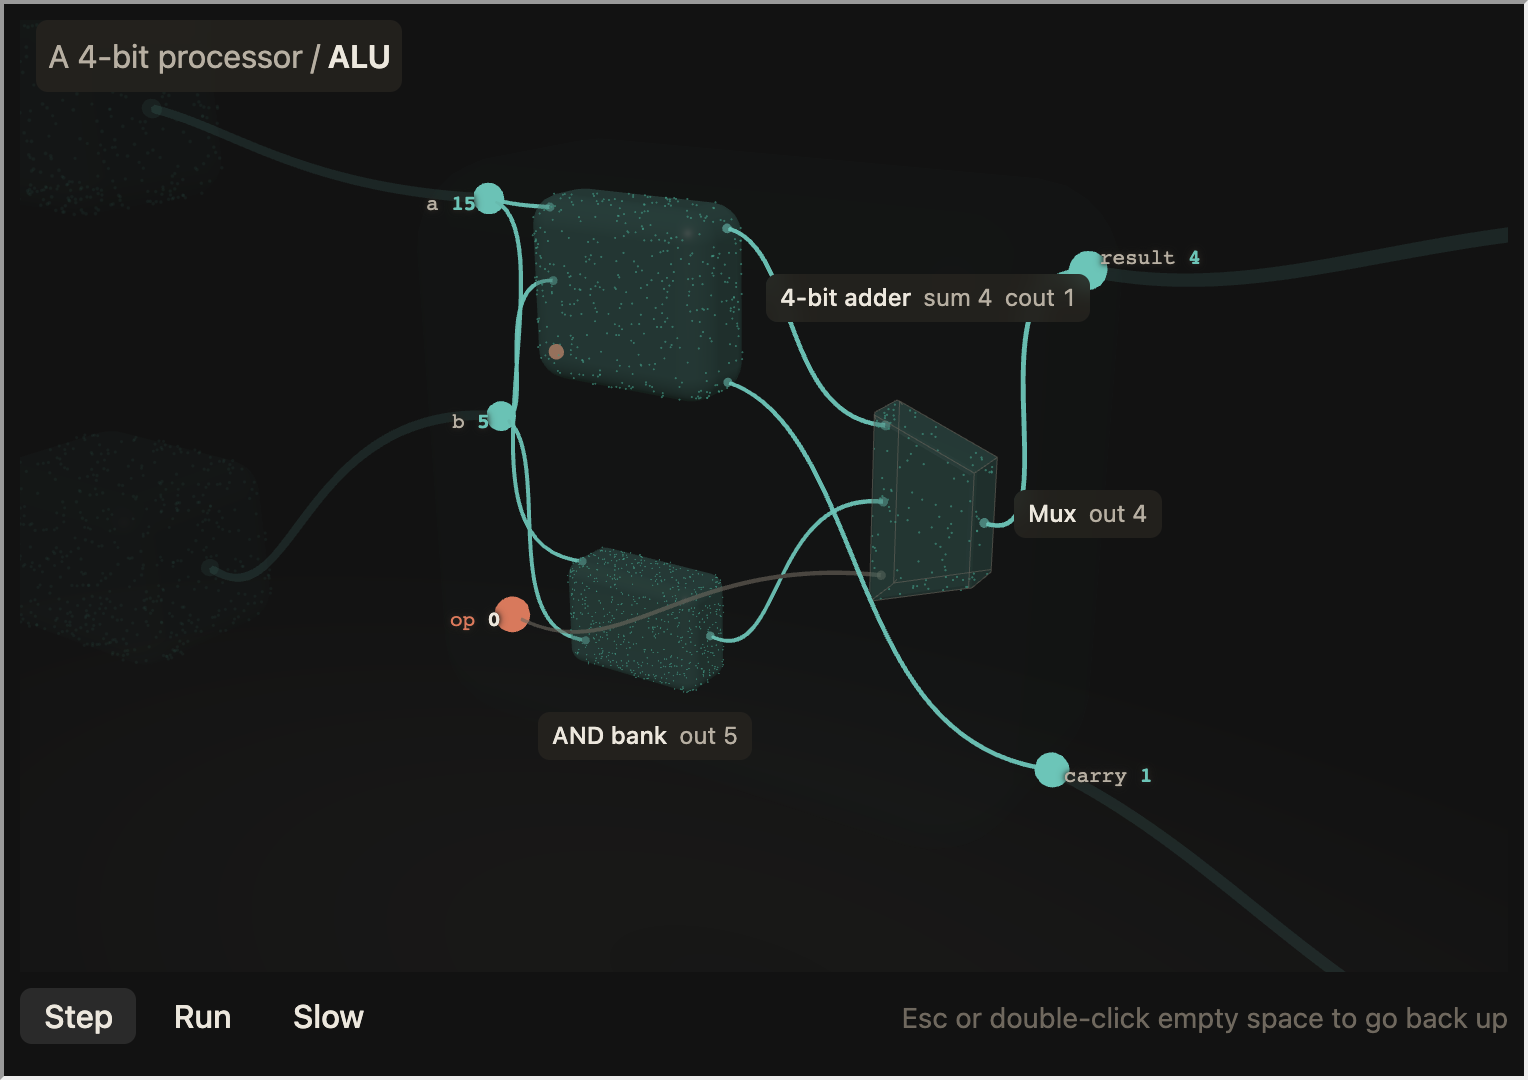 A 4-bit processor / ALU
a 15
result 4
4-bit adder sum 4 cout 1
b 5
Mux out 4
op 0
AND bank out 5
carry 1
Step Run Slow
Esc or double-click empty space to go back up